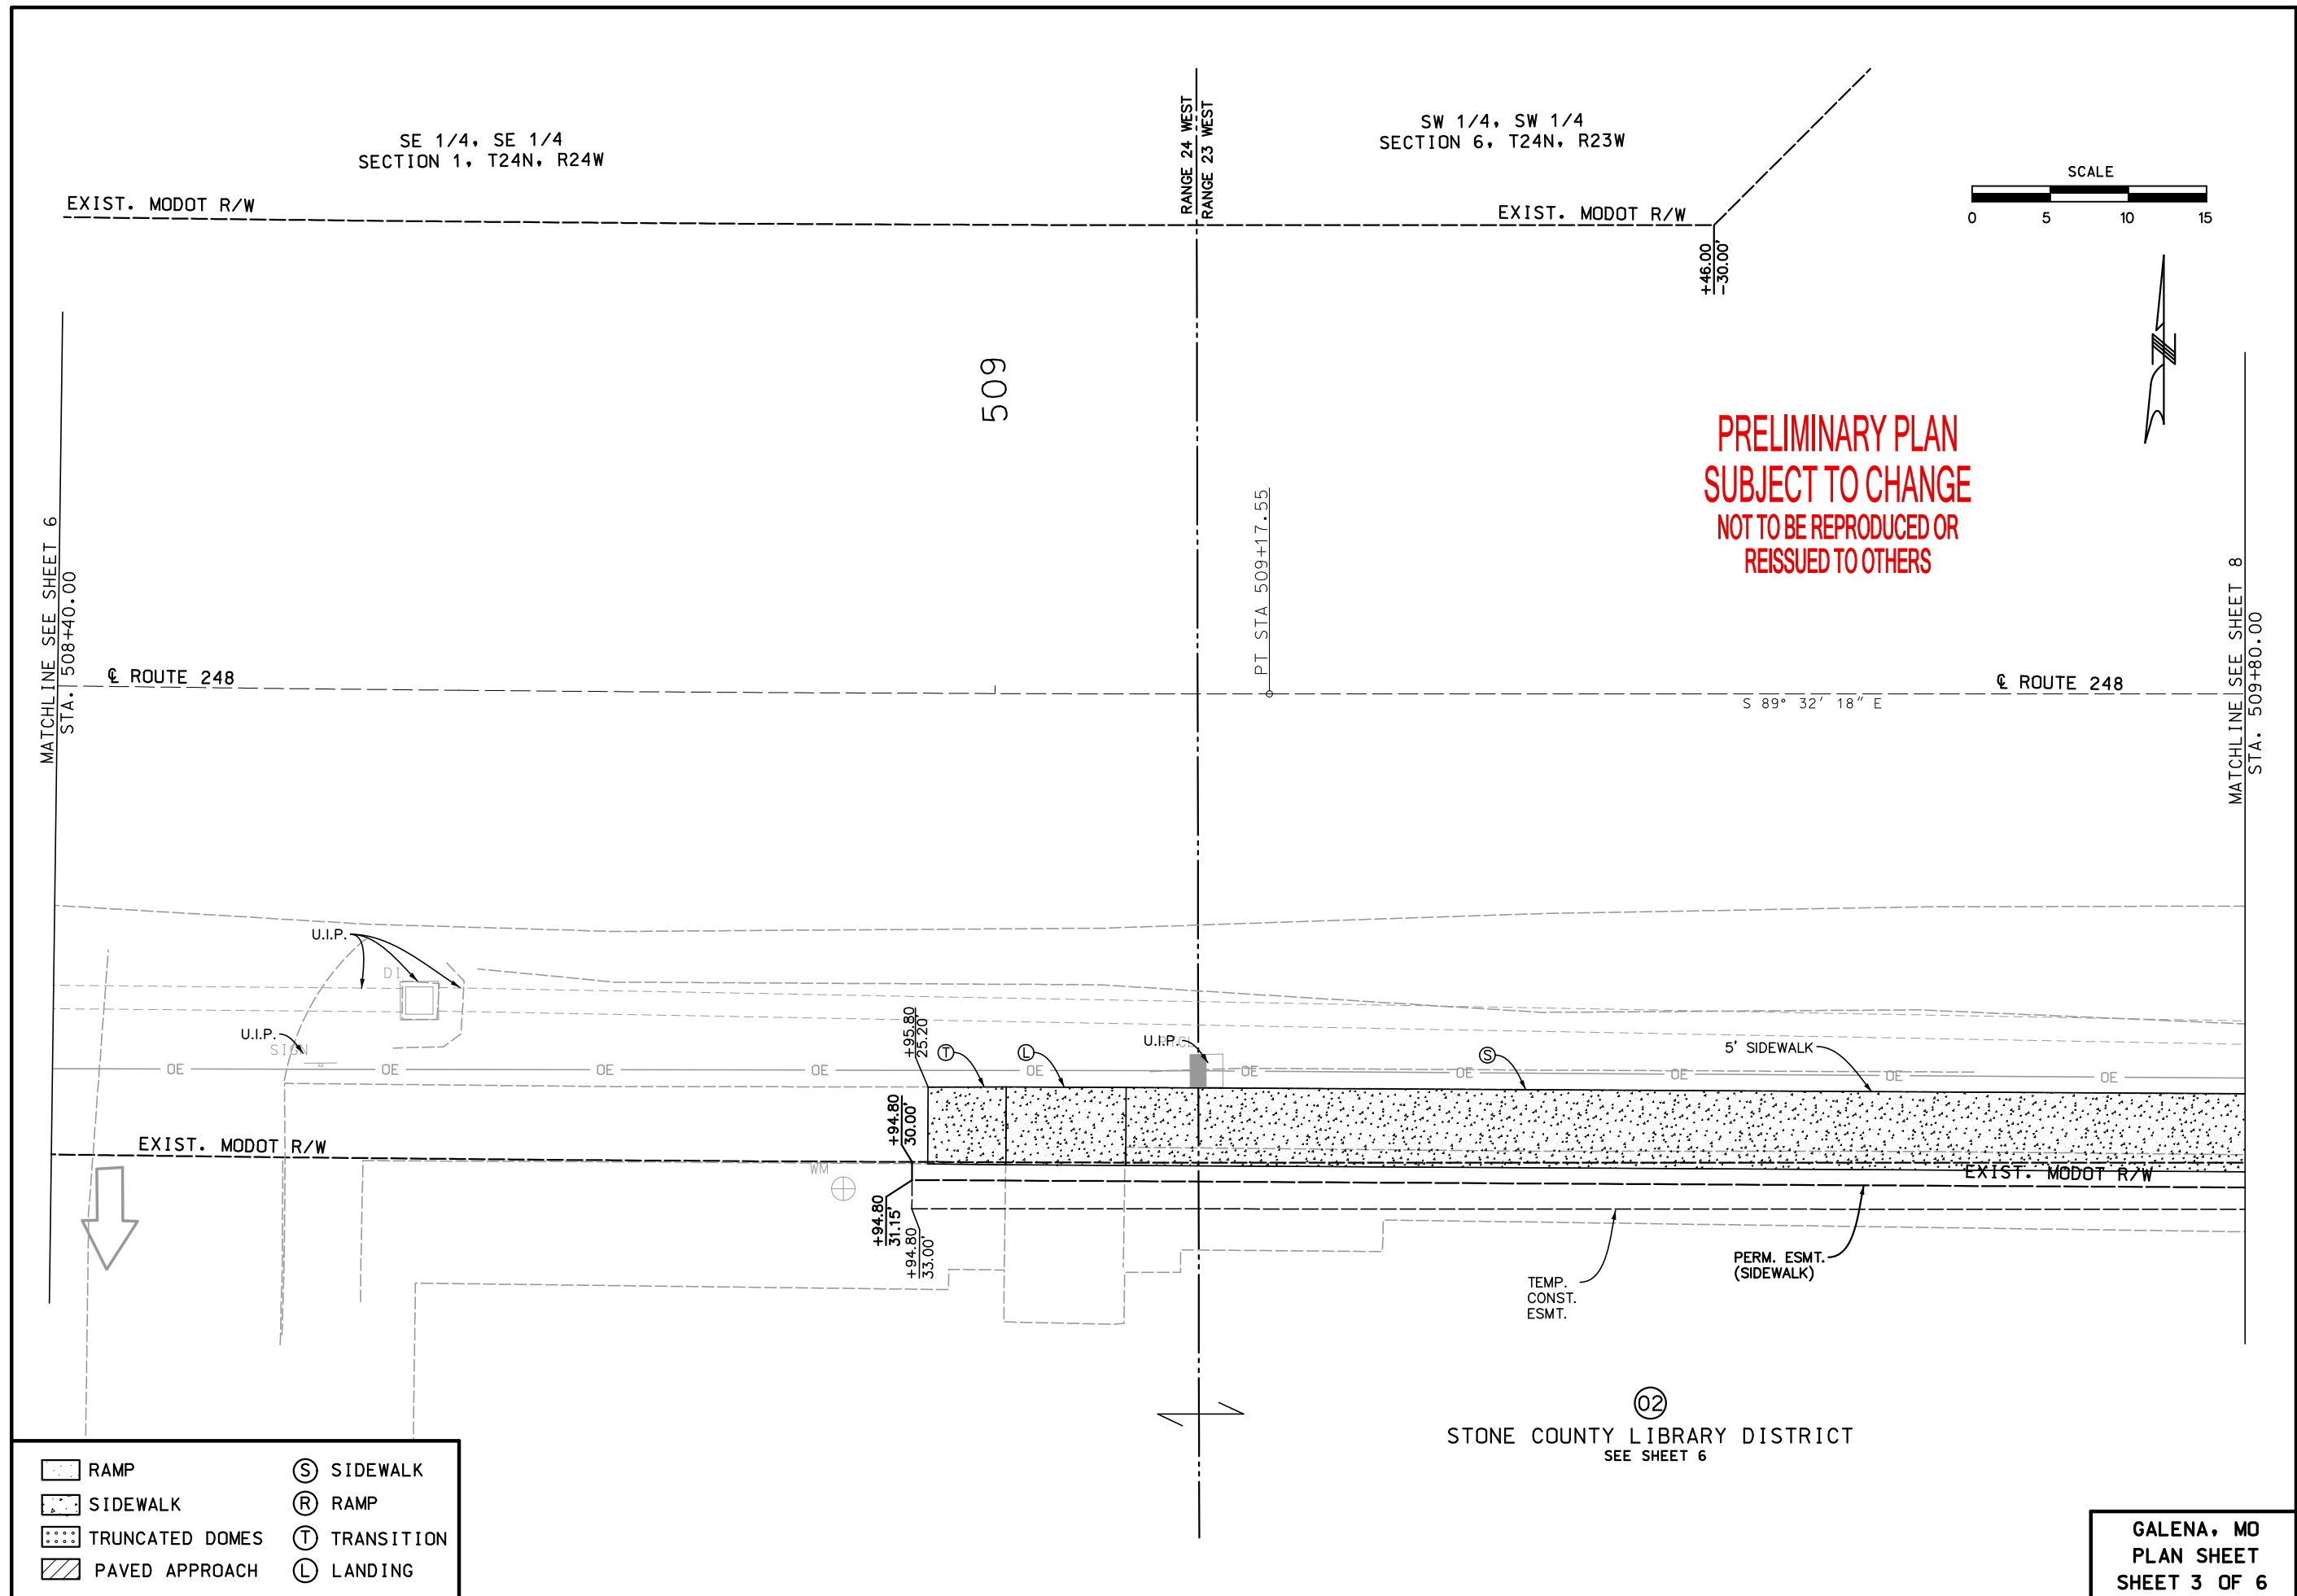 SE 1/4, SE 1/4
SECTION 1, T24N, R24W
RANGE 24 WEST
RANGE 23 WEST
SW 1/4, SW 1/4
SECTION 6, T24N, R23W
SCALE
0 5 10 15
EXIST. MODOT R/W
EXIST. MODOT R/W
+46.00
-30.00'
509
N
PRELIMINARY PLAN
SUBJECT TO CHANGE
NOT TO BE REPRODUCED OR
REISSUED TO OTHERS
MATCHLINE SEE SHEET 6
STA. 508+40.00
PT STA 509+17.55
MATCHLINE SEE SHEET 8
STA. 509+80.00
℄ ROUTE 248
℄ ROUTE 248
S 89° 32' 18" E
U.I.P.
DI
U.I.P.
SIGN
+95.80
25.20'
T
L
U.I.P.
S
5' SIDEWALK
OE OE OE OE OE OE OE OE OE OE
+94.80
30.00'
EXIST. MODOT R/W
WM
EXIST. MODOT R/W
+94.80
31.15'
+94.80
33.00'
PERM. ESMT.
(SIDEWALK)
TEMP.
CONST.
ESMT.
02
STONE COUNTY LIBRARY DISTRICT
SEE SHEET 6
RAMP
SIDEWALK
TRUNCATED DOMES
PAVED APPROACH
S SIDEWALK
R RAMP
T TRANSITION
L LANDING
GALENA, MO
PLAN SHEET
SHEET 3 OF 6